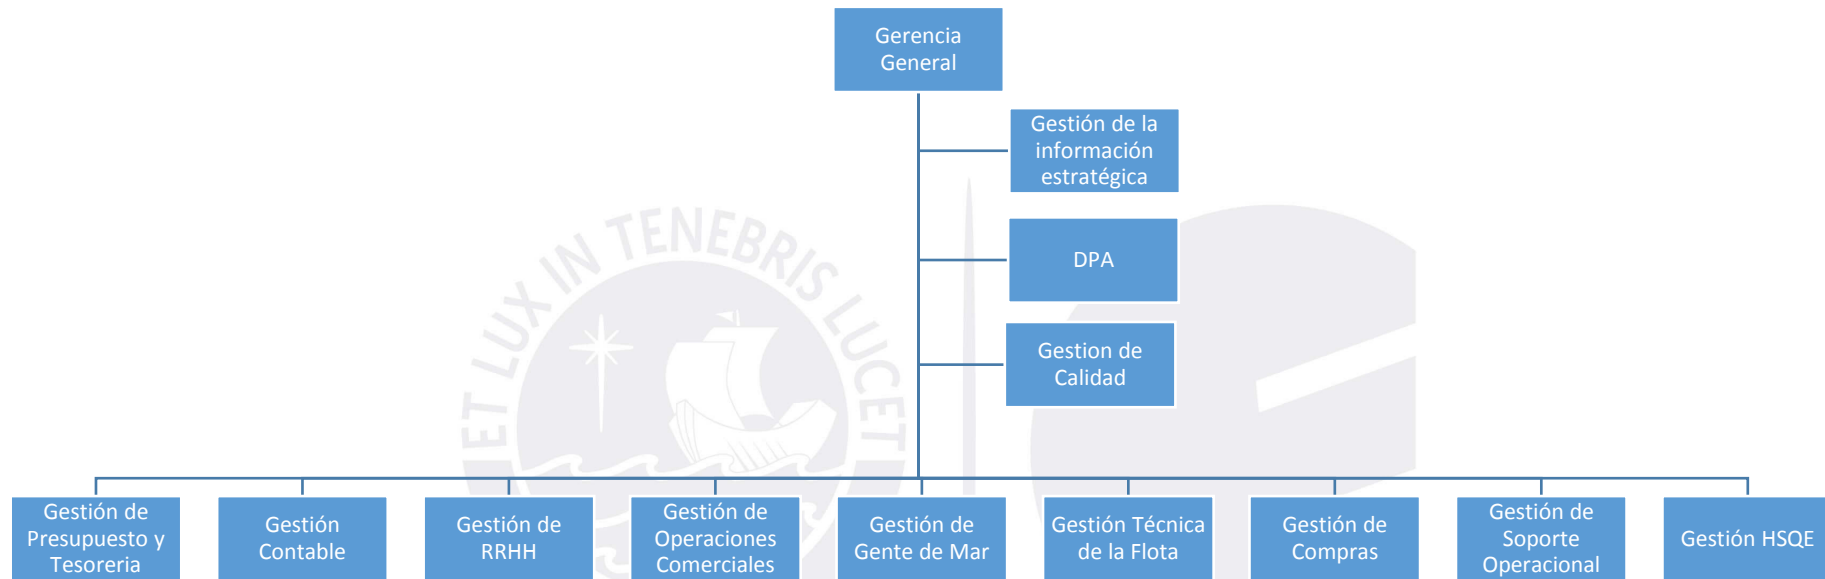 Gerencia
General
Gestión de la
información
estratégica
DPA
Gestion de
Calidad
ET LUX IN TENEBRIS LUCET
Gestión de
Presupuesto y
Tesoreria
Gestión
Contable
Gestión de
RRHH
Gestión de
Operaciones
Comerciales
Gestión de
Gente de Mar
Gestión Técnica
de la Flota
Gestión de
Compras
Gestión de
Soporte
Operacional
Gestión HSQE